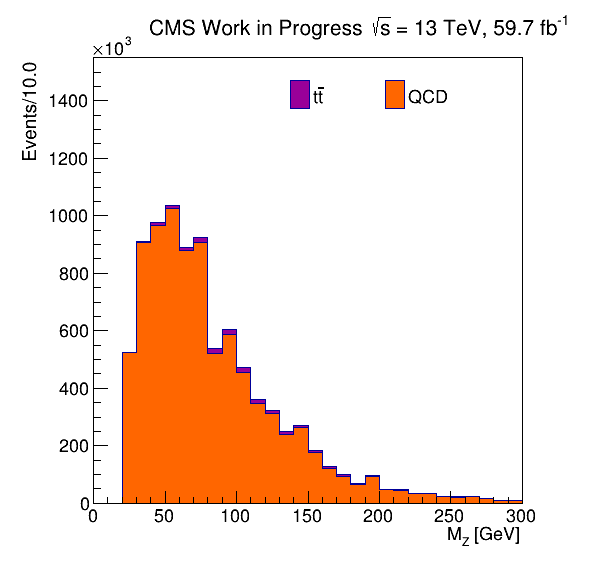 CMS Work in Progress √s = 13 TeV, 59.7 fb⁻¹
×10³
Events/10.0
tt̄
QCD
1400
1200
1000
800
600
400
200
0
0 50 100 150 200 250 300
M_Z [GeV]